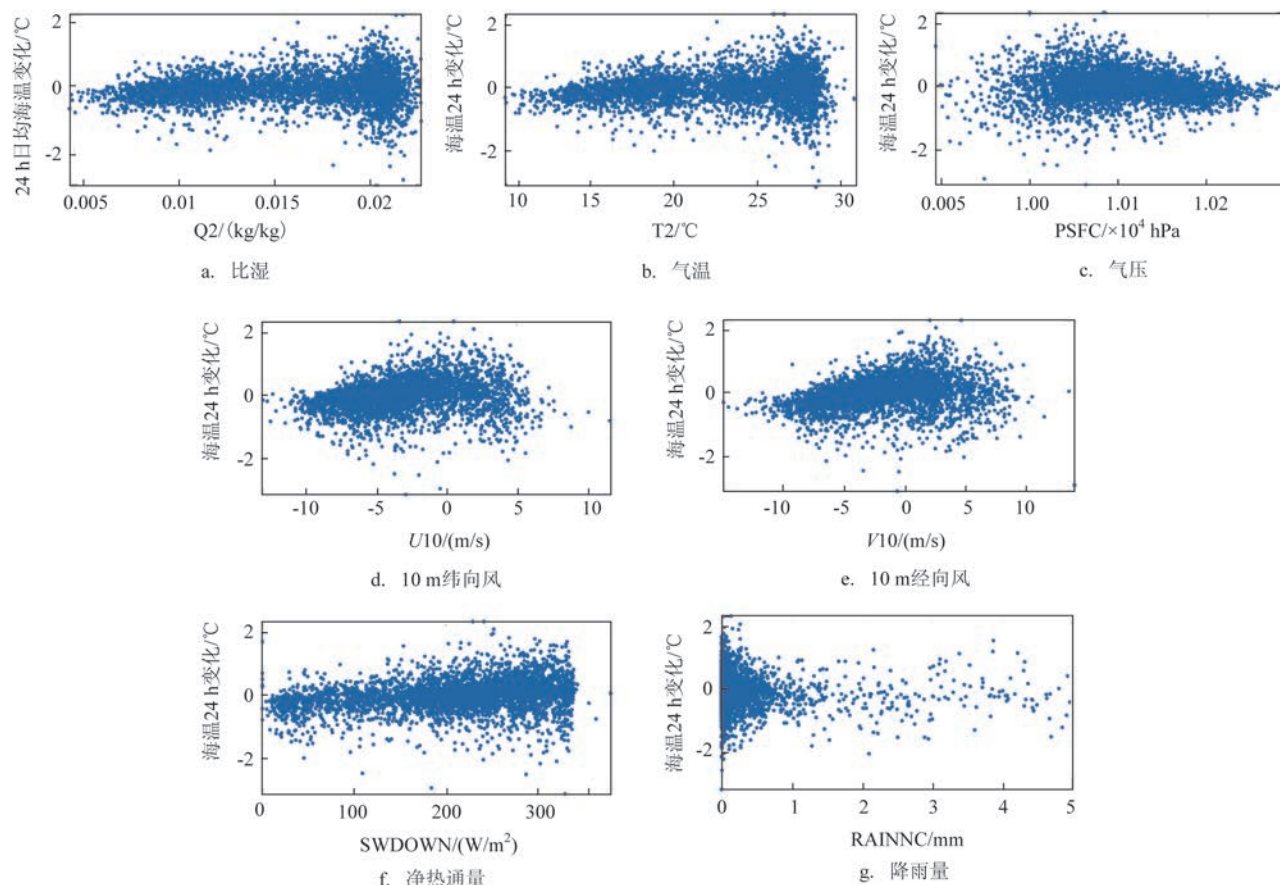 24 h日均海温变化/℃
2
0
-2
0.005 0.01 0.015 0.02
Q2/(kg/kg)
a. 比湿
海温24 h变化/℃
2
0
-2
10 15 20 25 30
T2/℃
b. 气温
海温24 h变化/℃
2
0
-2
0.005 1.00 1.01 1.02
PSFC/×10⁴ hPa
c. 气压
海温24 h变化/℃
2
0
-2
-10 -5 0 5 10
U10/(m/s)
d. 10 m纬向风
海温24 h变化/℃
2
0
-2
-10 -5 0 5 10
V10/(m/s)
e. 10 m经向风
海温24 h变化/℃
2
0
-2
0 100 200 300
SWDOWN/(W/m²)
f. 净热通量
海温24 h变化/℃
2
0
-2
0 1 2 3 4 5
RAINNC/mm
g. 降雨量